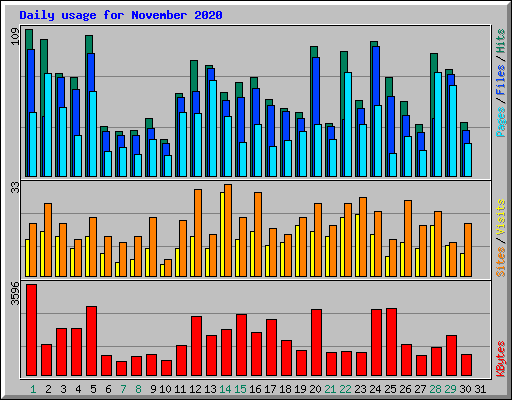 Daily usage for November 2020
109
Pages / Files / Hits
33
Sites / Visits
3596
KBytes
1 2 3 4 5 6 7 8 9 10 11 12 13 14 15 16 17 18 19 20 21 22 23 24 25 26 27 28 29 30 31